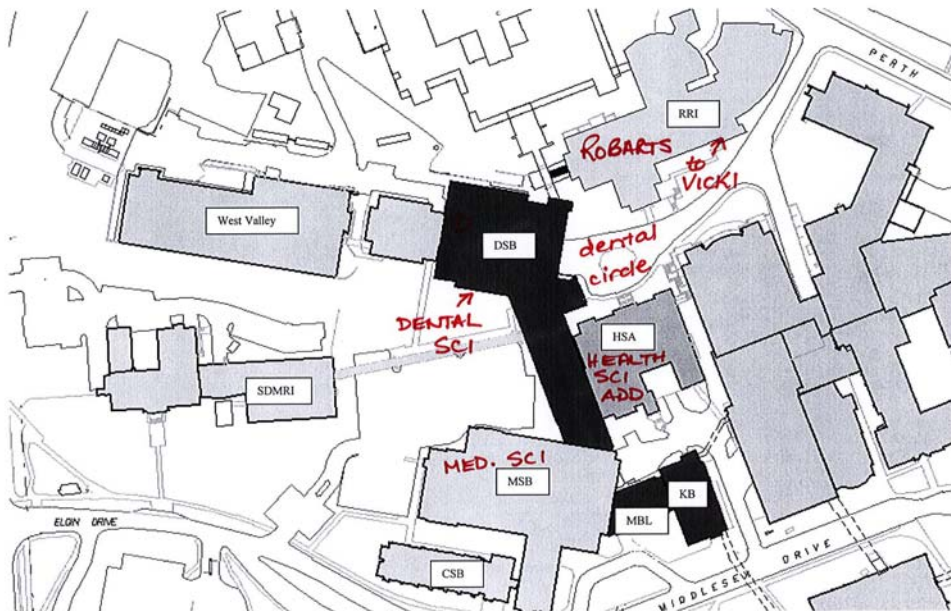 PERTH
RRI
ROBARTS
to
VICKI
West Valley
DSB
dental
circle
DENTAL
SCI
HSA
HEALTH
SCI
ADD
SDMRI
MED. SCI
MSB
KB
MBL
ELGIN DRIVE
CSB
MIDDLESEX DRIVE